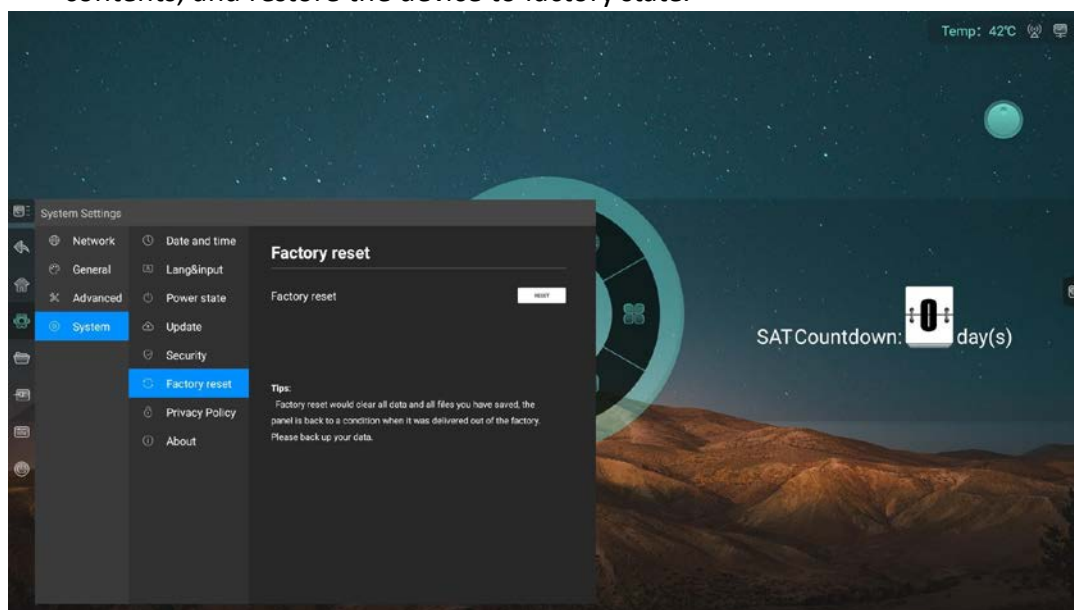 contents, and restore the device to factory state.
Temp: 42℃
System Settings
Network
General
Advanced
System
Date and time
Lang&input
Power state
Update
Security
Factory reset
Privacy Policy
About
Factory reset
Factory reset
RESET
Tips:
Factory reset would clear all data and all files you have saved, the
panel is back to a condition when it was delivered out of the factory.
Please back up your data.
SAT Countdown: 0 day(s)